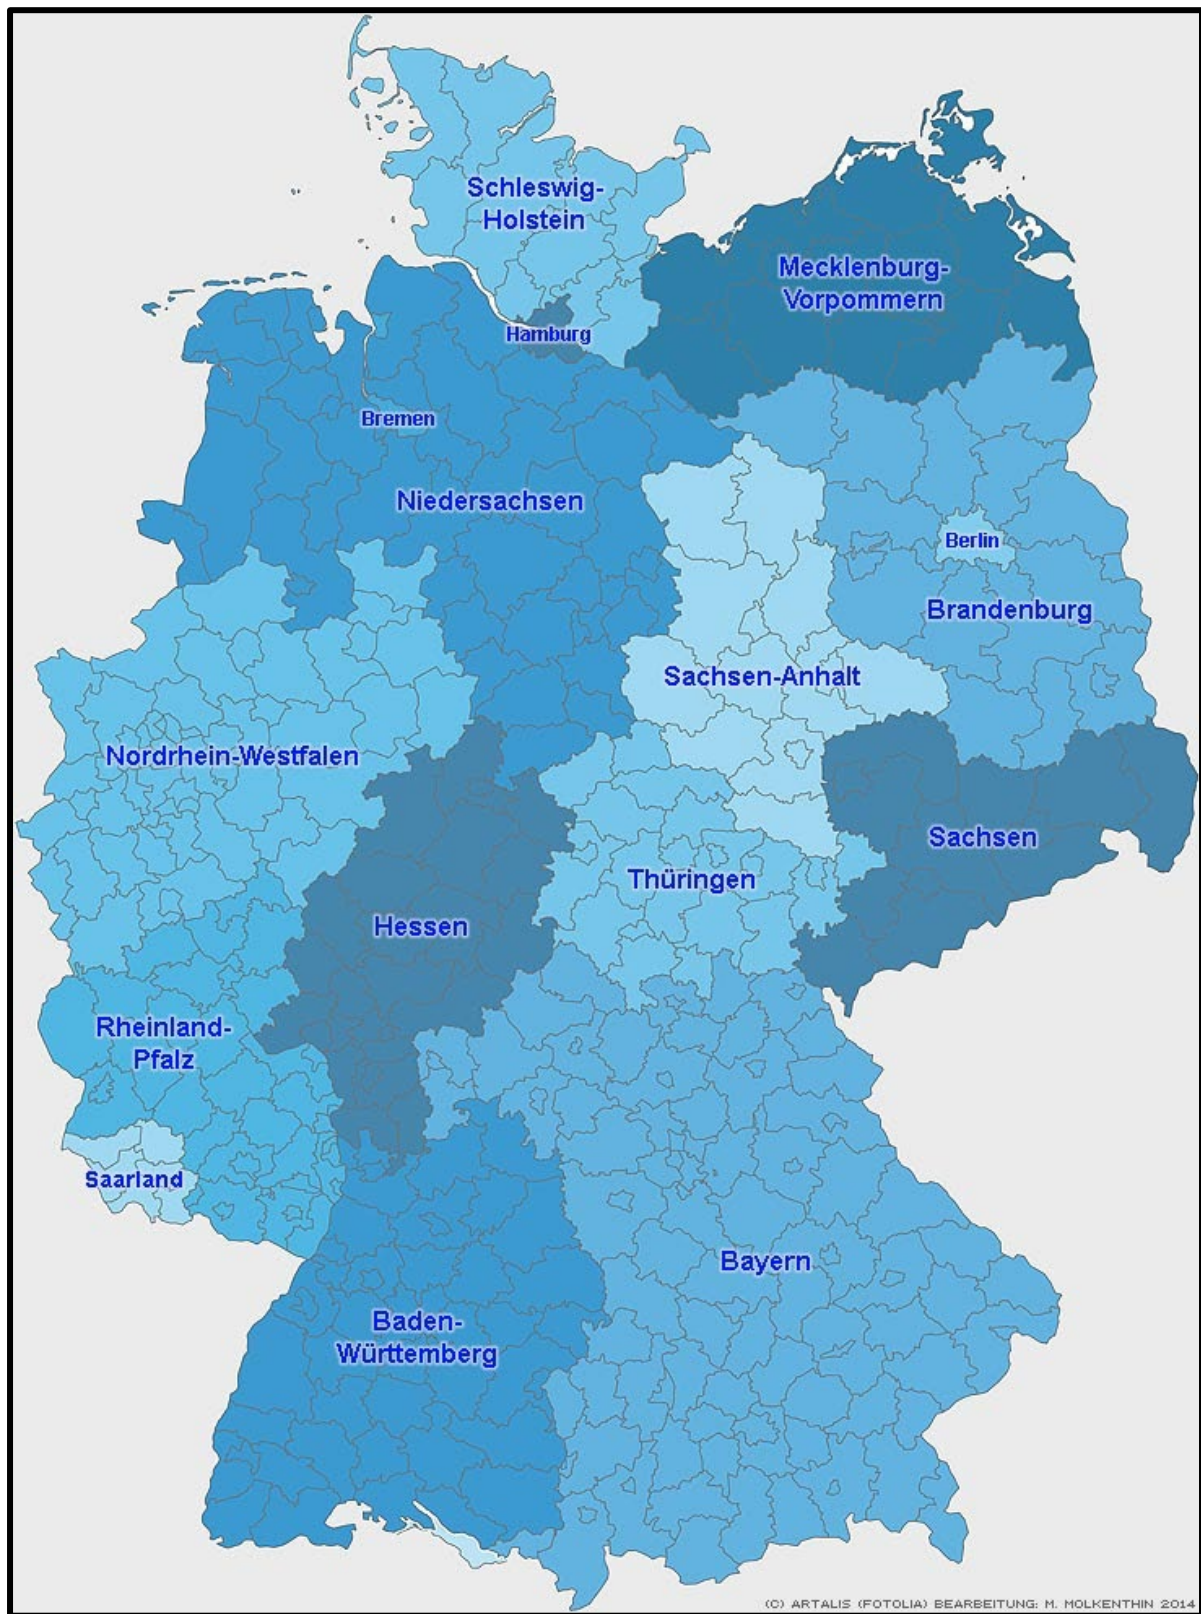 Schleswig-
Holstein
Mecklenburg-
Vorpommern
Hamburg
Bremen
Niedersachsen
Berlin
Brandenburg
Sachsen-Anhalt
Nordrhein-Westfalen
Sachsen
Thüringen
Hessen
Rheinland-
Pfalz
Saarland
Bayern
Baden-
Württemberg
(C) ARTALIS (FOTOLIA) BEARBEITUNG: M. MOLKENTHIN 2014